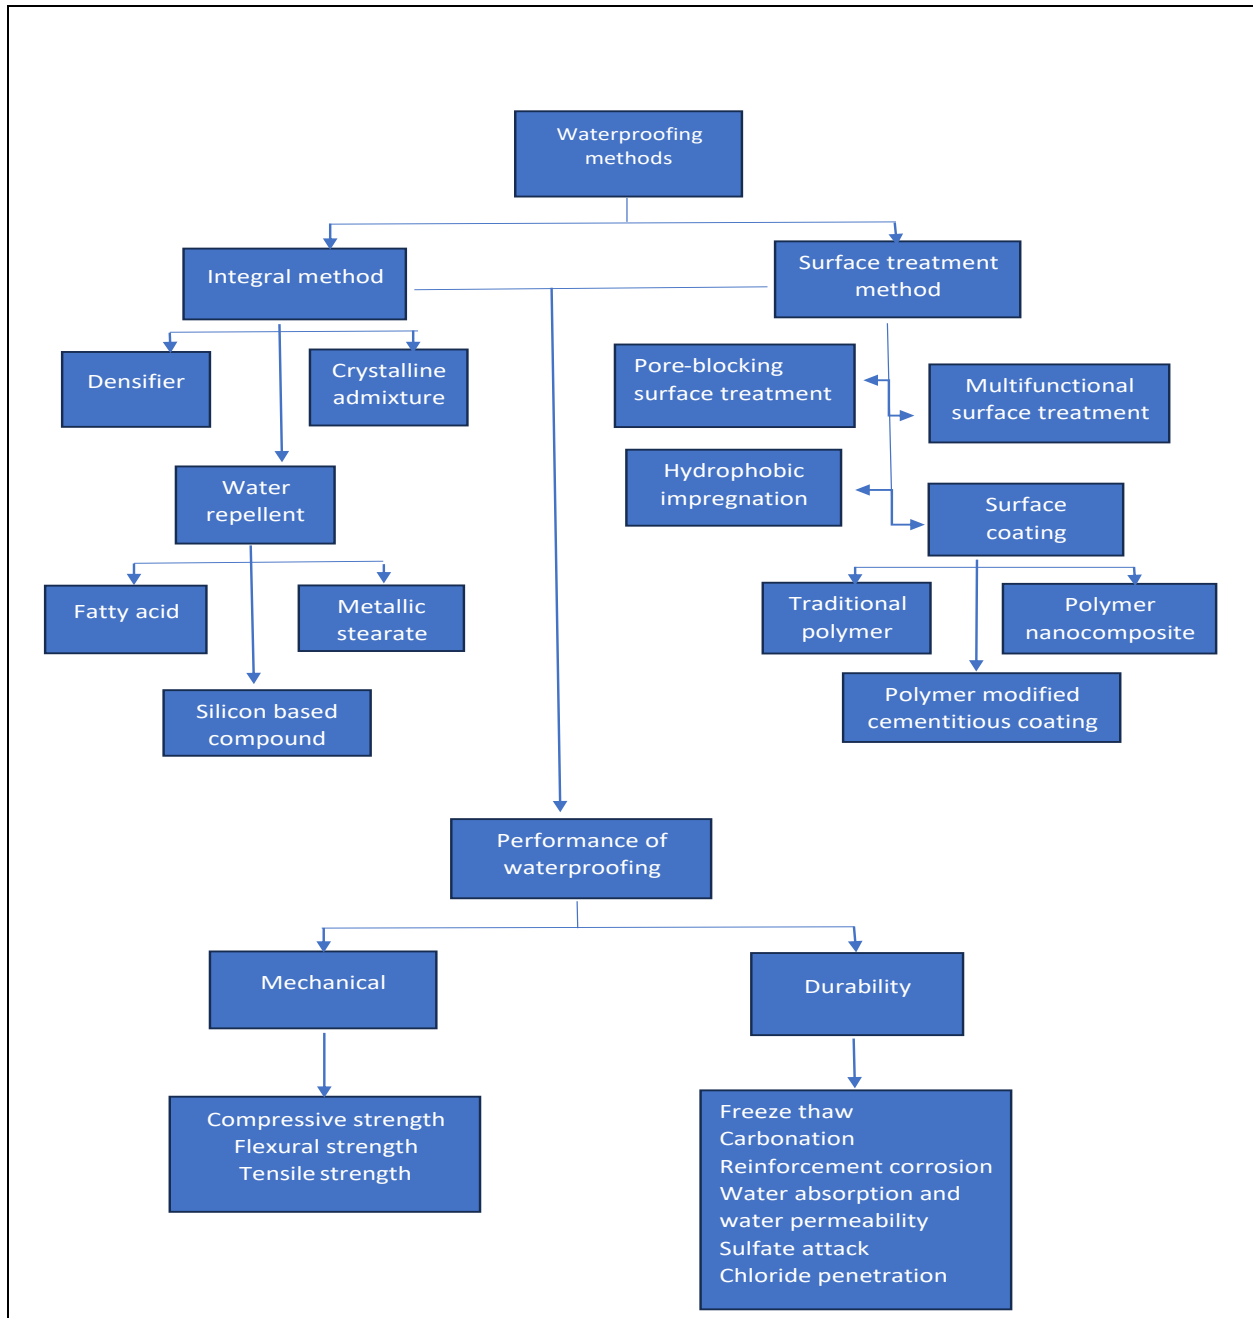 Waterproofing
methods
Integral method
Surface treatment
method
Densifier
Crystalline
admixture
Pore-blocking
surface treatment
Multifunctional
surface treatment
Water
repellent
Hydrophobic
impregnation
Surface
coating
Fatty acid
Metallic
stearate
Traditional
polymer
Polymer
nanocomposite
Silicon based
compound
Polymer modified
cementitious coating
Performance of
waterproofing
Mechanical
Durability
Compressive strength
Flexural strength
Tensile strength
Freeze thaw
Carbonation
Reinforcement corrosion
Water absorption and
water permeability
Sulfate attack
Chloride penetration